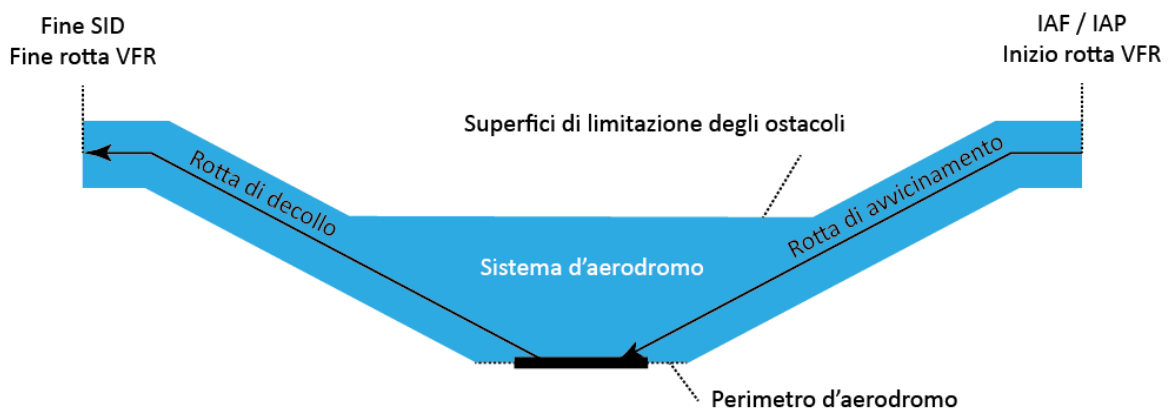 Fine SID
Fine rotta VFR
IAF / IAP
Inizio rotta VFR
Superfici di limitazione degli ostacoli
Rotta di decollo
Rotta di avvicinamento
Sistema d’aerodromo
Perimetro d’aerodromo